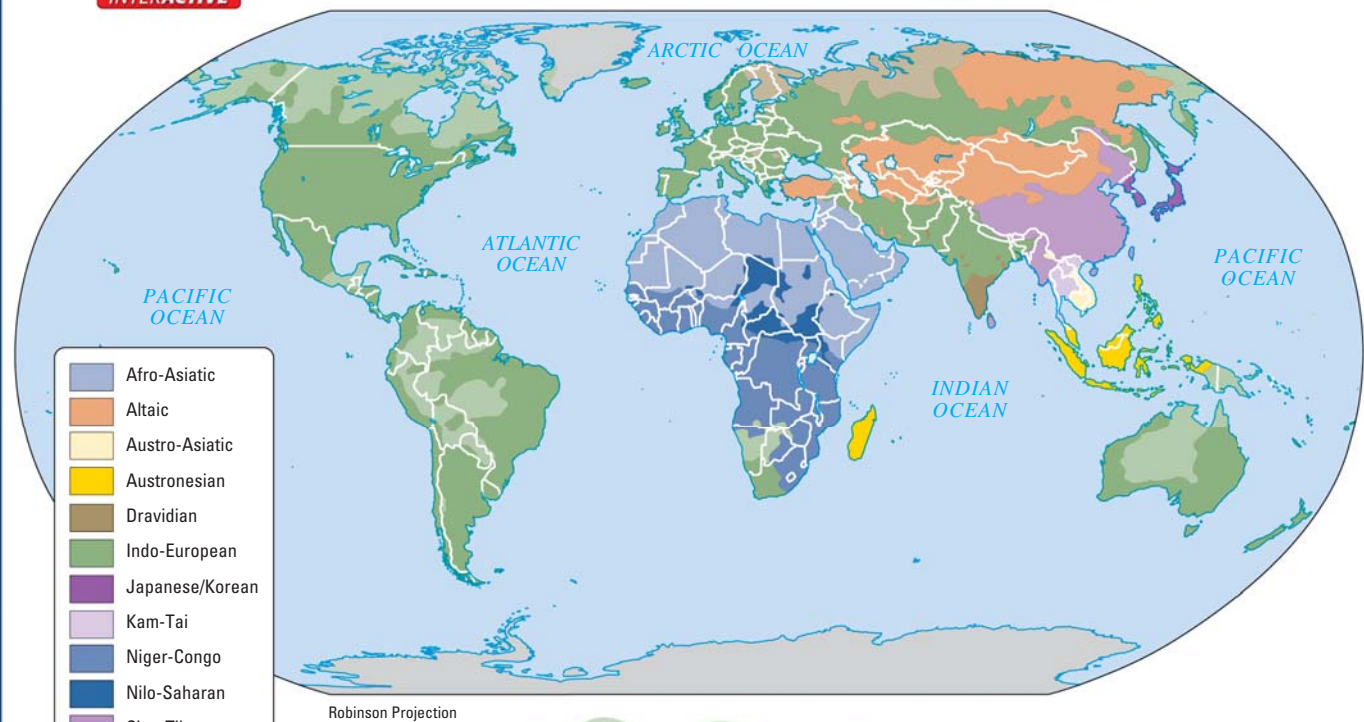 INTERACTIVE
ARCTIC OCEAN
ATLANTIC
OCEAN
PACIFIC
OCEAN
PACIFIC
OCEAN
INDIAN
OCEAN
Afro-Asiatic
Altaic
Austro-Asiatic
Austronesian
Dravidian
Indo-European
Japanese/Korean
Kam-Tai
Niger-Congo
Nilo-Saharan
Robinson Projection